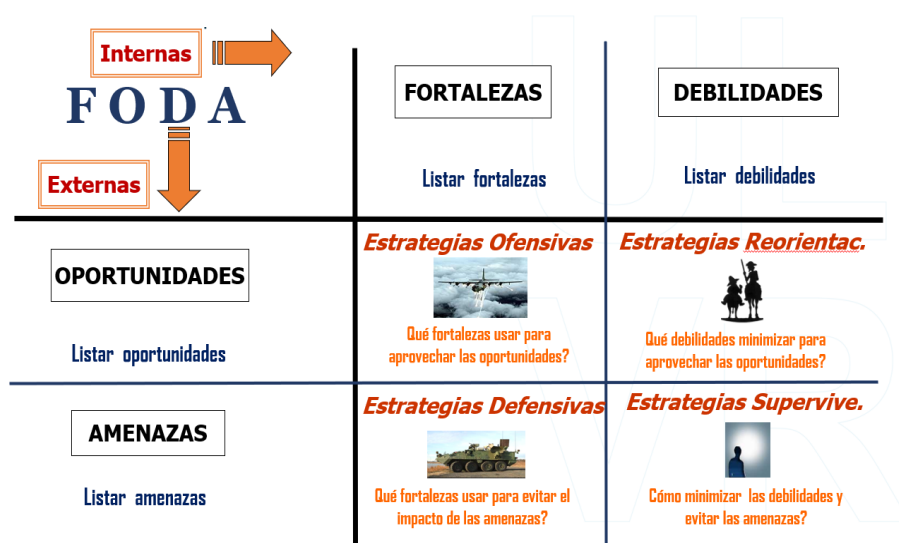 Internas
FODA
Externas
FORTALEZAS
Listar fortalezas
DEBILIDADES
Listar debilidades
OPORTUNIDADES
Listar oportunidades
Estrategias Ofensivas
Qué fortalezas usar para
aprovechar las oportunidades?
Estrategias Reorientac.
Qué debilidades minimizar para
aprovechar las oportunidades?
AMENAZAS
Listar amenazas
Estrategias Defensivas
Qué fortalezas usar para evitar el
impacto de las amenazas?
Estrategias Supervive.
Cómo minimizar las debilidades y
evitar las amenazas?
UL
VR